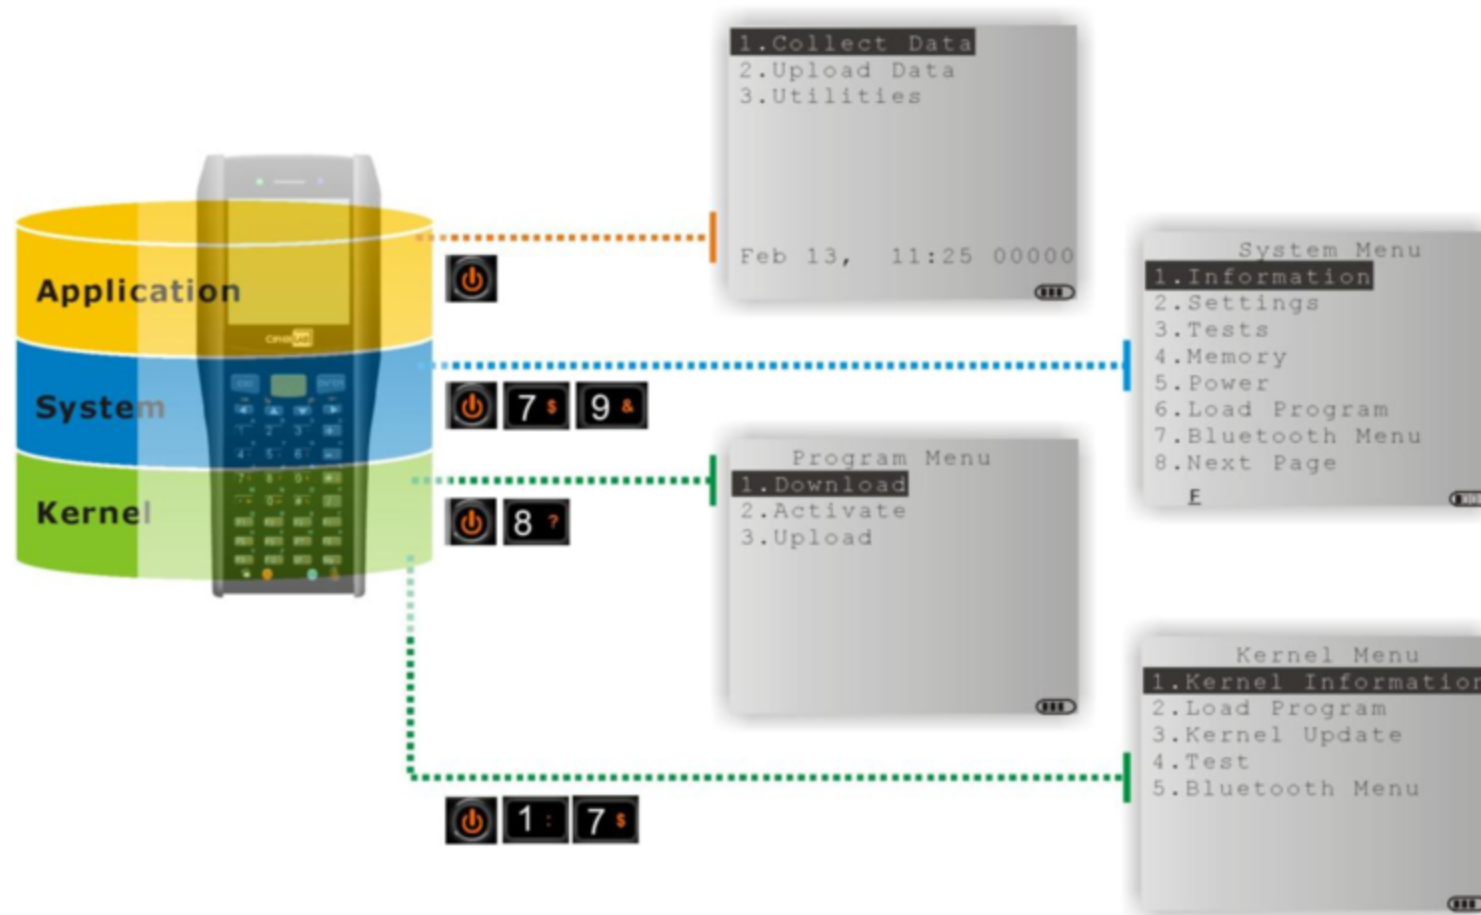 1.Collect Data
2.Upload Data
3.Utilities
Feb 13, 11:25 00000
Application
System
Kernel
CIPHERLAB
7 $ 9 &
8 ?
1 : 7 $
System Menu
1.Information
2.Settings
3.Tests
4.Memory
5.Power
6.Load Program
7.Bluetooth Menu
8.Next Page
F
Program Menu
1.Download
2.Activate
3.Upload
Kernel Menu
1.Kernel Information
2.Load Program
3.Kernel Update
4.Test
5.Bluetooth Menu